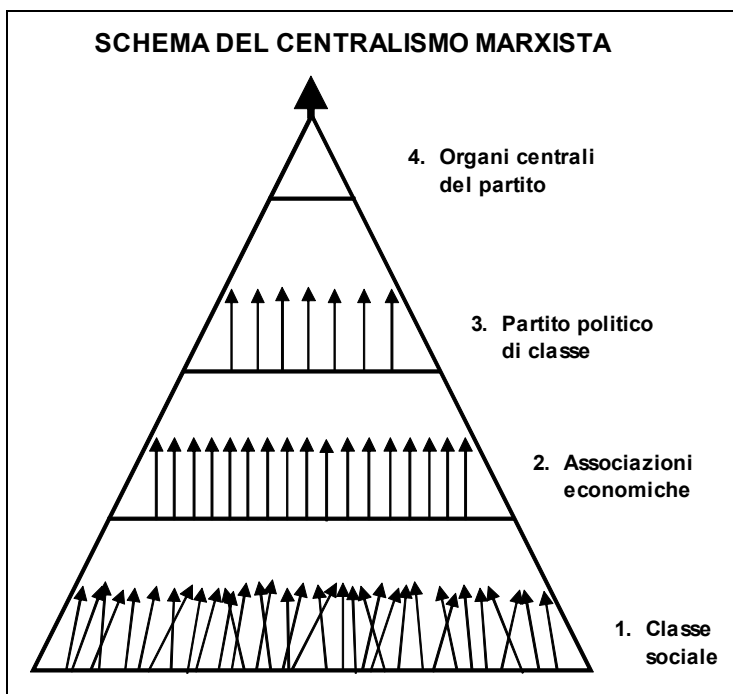 SCHEMA DEL CENTRALISMO MARXISTA
4. Organi centrali
del partito
3. Partito politico
di classe
2. Associazioni
economiche
1. Classe
sociale